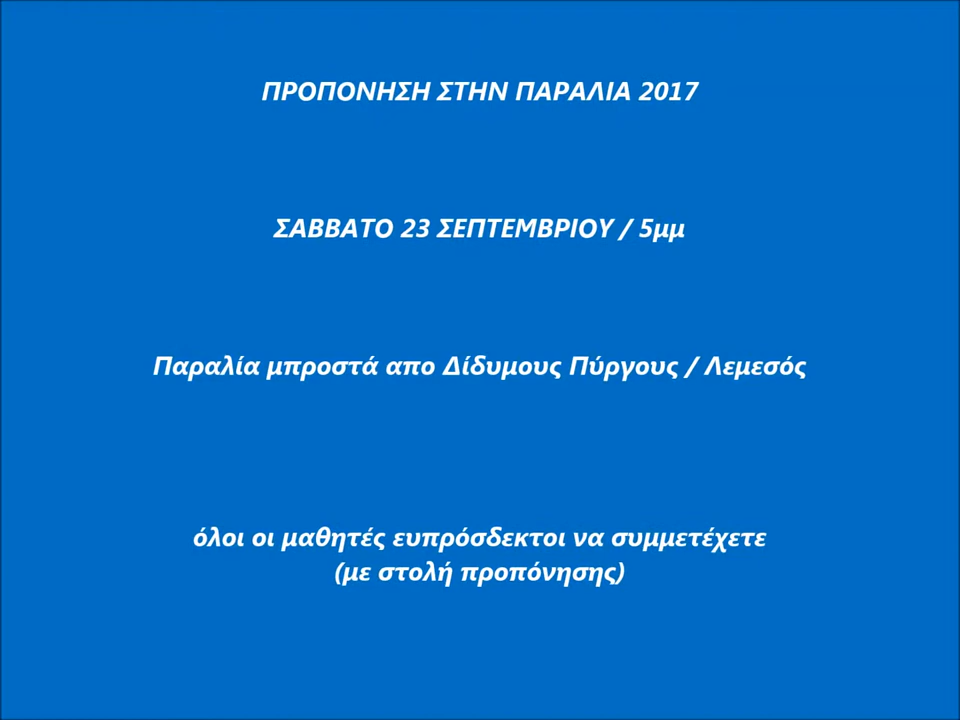 ΠΡΟΠΟΝΗΣΗ ΣΤΗΝ ΠΑΡΑΛΙΑ 2017
ΣΑΒΒΑΤΟ 23 ΣΕΠΤΕΜΒΡΙΟΥ / 5μμ
Παραλία μπροστά απο Δίδυμους Πύργους / Λεμεσός
όλοι οι μαθητές ευπρόσδεκτοι να συμμετέχετε
(με στολή προπόνησης)